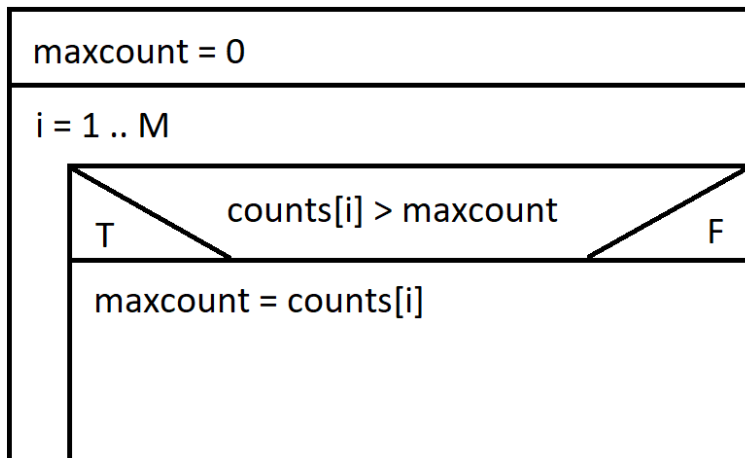 maxcount = 0
i = 1 .. M
counts[i] > maxcount
T
F
maxcount = counts[i]